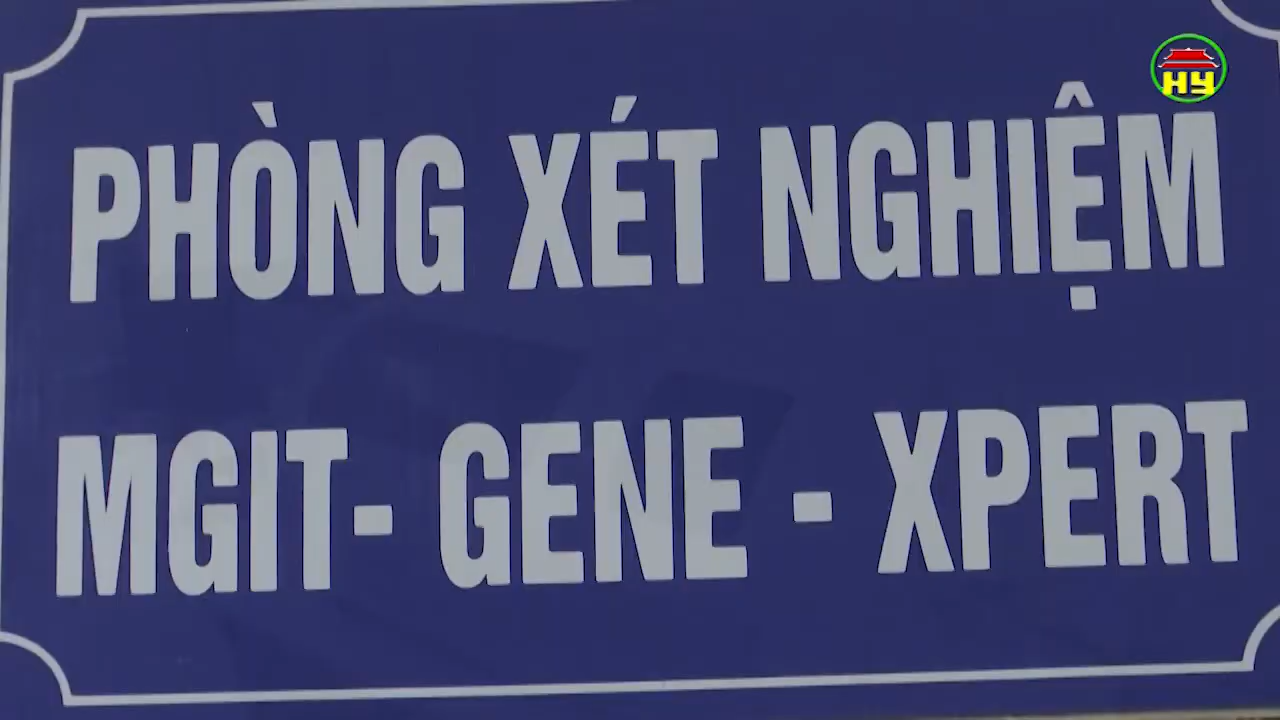 HY
PHÒNG XÉT NGHIỆM
MGIT- GENE - XPERT